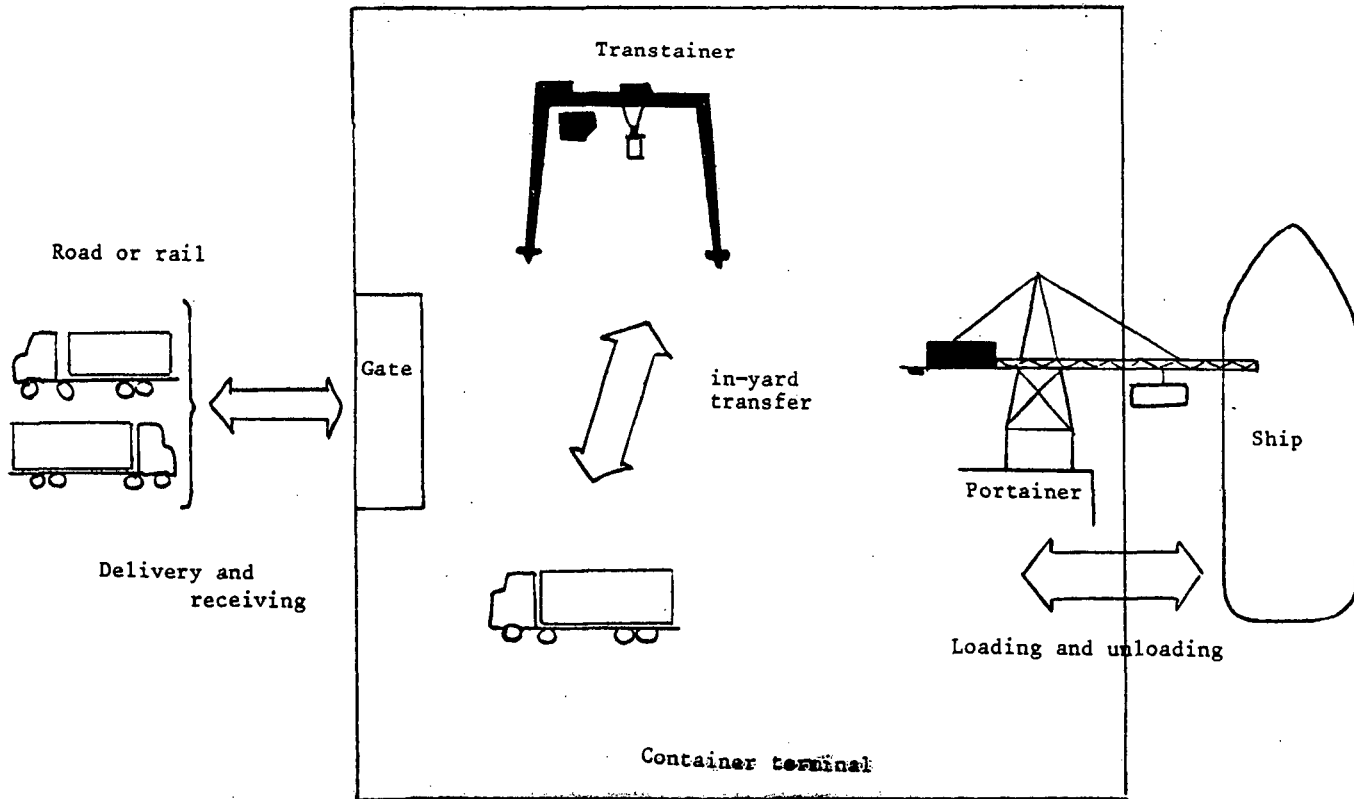 Transtainer
Road or rail
Gate
in-yard
transfer
Ship
Portainer
Delivery and
receiving
Loading and unloading
Container terminal